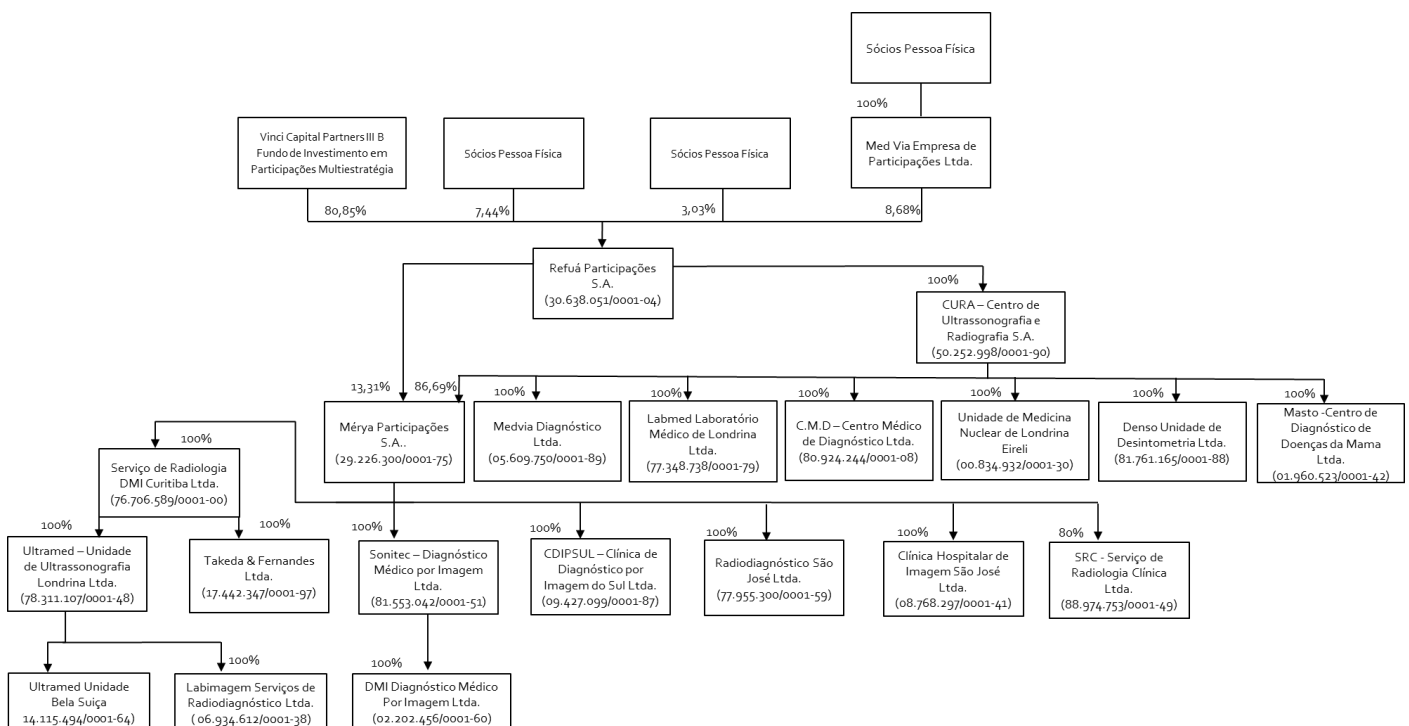 Sócios Pessoa Física
100%
Vinci Capital Partners III B
Fundo de Investimento em
Participações Multiestratégia
Sócios Pessoa Física
Sócios Pessoa Física
Med Via Empresa de
Participações Ltda.
80,85%
7,44%
3,03%
8,68%
Refuá Participações
S.A.
(30.638.051/0001-04)
100%
CURA – Centro de
Ultrassonografia e
Radiografia S.A.
(50.252.998/0001-90)
13,31%
86,69%
100%
100%
100%
100%
100%
100%
Mérya Participações
S.A..
(29.226.300/0001-75)
Medvia Diagnóstico
Ltda.
(05.609.750/0001-89)
Labmed Laboratório
Médico de Londrina
Ltda.
(77.348.738/0001-79)
C.M.D – Centro Médico
de Diagnóstico Ltda.
(80.924.244/0001-08)
Unidade de Medicina
Nuclear de Londrina
Eireli
(00.834.932/0001-30)
Denso Unidade de
Desintometria Ltda.
(81.761.165/0001-88)
Masto -Centro de
Diagnóstico de
Doenças da Mama
Ltda.
(01.960.523/0001-42)
100%
Serviço de Radiologia
DMI Curitiba Ltda.
(76.706.589/0001-00)
100%
100%
100%
100%
100%
100%
80%
Ultramed – Unidade
de Ultrassonografia
Londrina Ltda.
(78.311.107/0001-48)
Takeda & Fernandes
Ltda.
(17.442.347/0001-97)
Sonitec – Diagnóstico
Médico por Imagem
Ltda.
(81.553.042/0001-51)
CDIPSUL – Clínica de
Diagnóstico por
Imagem do Sul Ltda.
(09.427.099/0001-87)
Radiodiagnóstico São
José Ltda.
(77.955.300/0001-59)
Clínica Hospitalar de
Imagem São José
Ltda.
(08.768.297/0001-41)
SRC - Serviço de
Radiologia Clínica
Ltda.
(88.974.753/0001-49)
100%
100%
Ultramed Unidade
Bela Suiça
14.115.494/0001-64)
Labimagem Serviços de
Radiodiagnóstico Ltda.
(06.934.612/0001-38)
DMI Diagnóstico Médico
Por Imagem Ltda.
(02.202.456/0001-60)